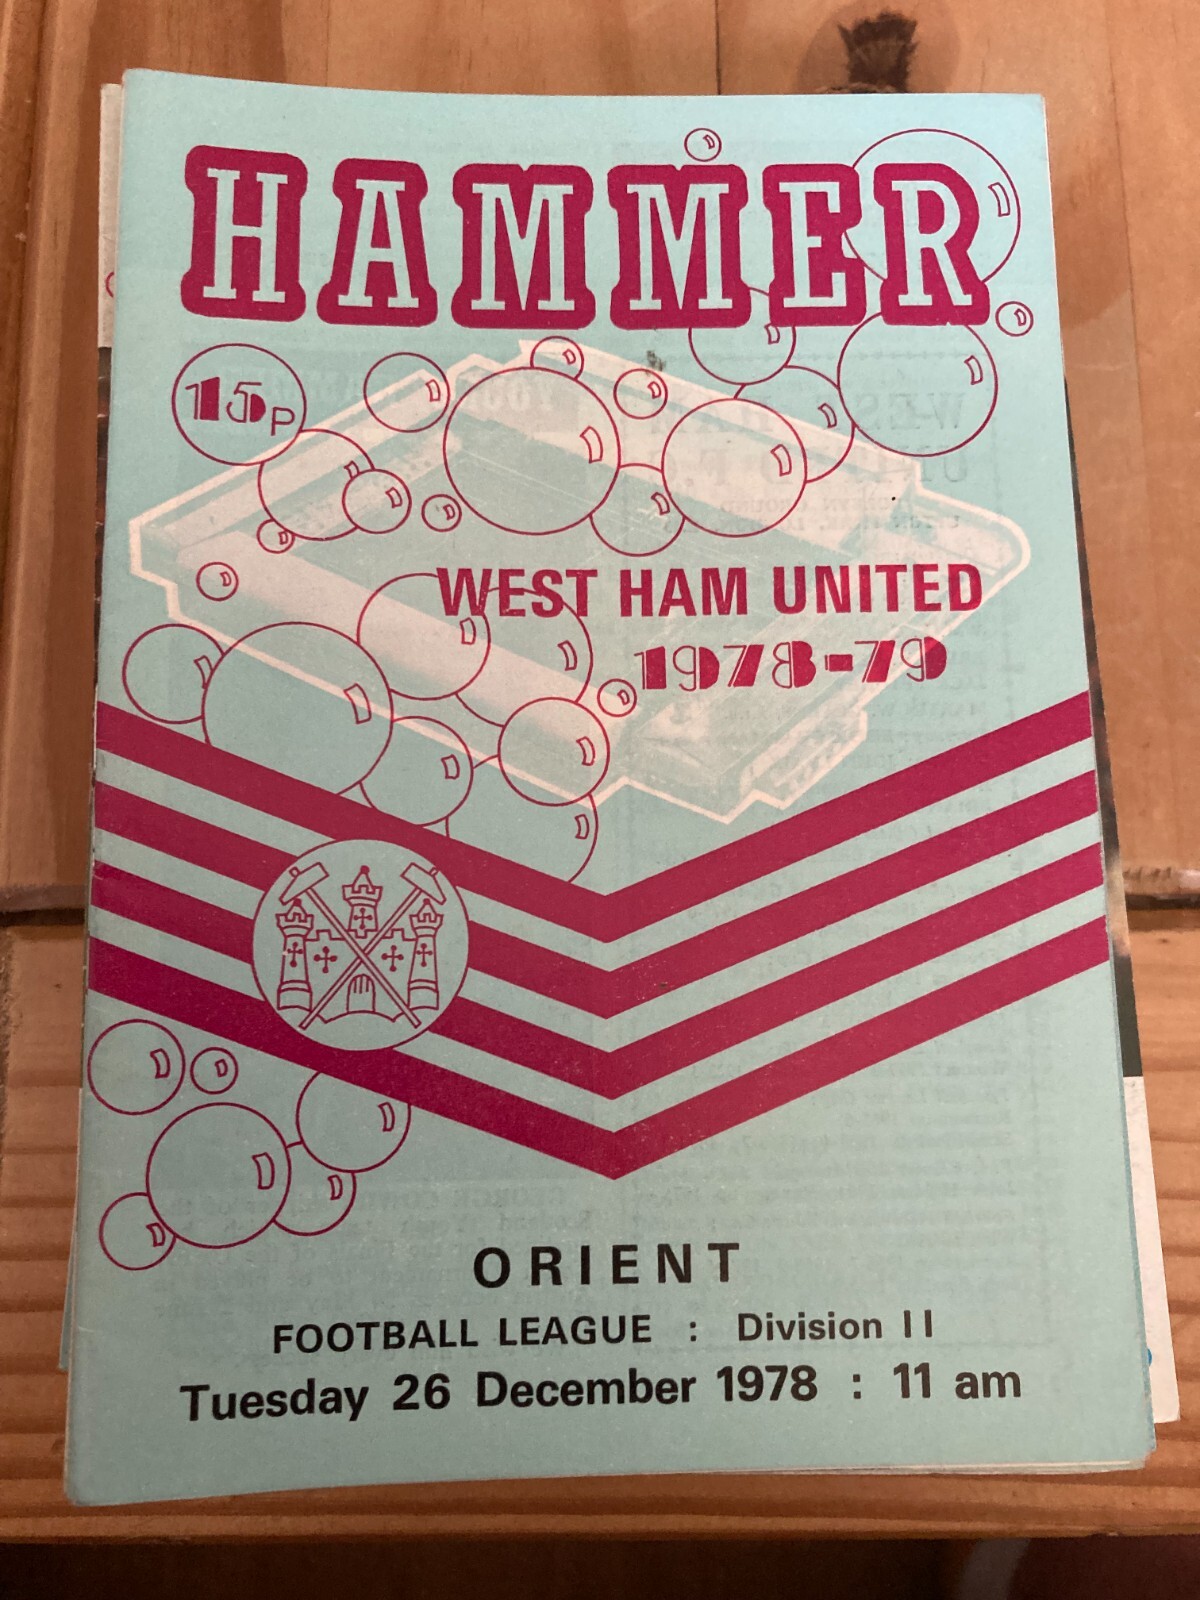 HAMMER
15p
WEST HAM UNITED
1978-79
ORIENT
FOOTBALL LEAGUE : Division II
Tuesday 26 December 1978 : 11 am